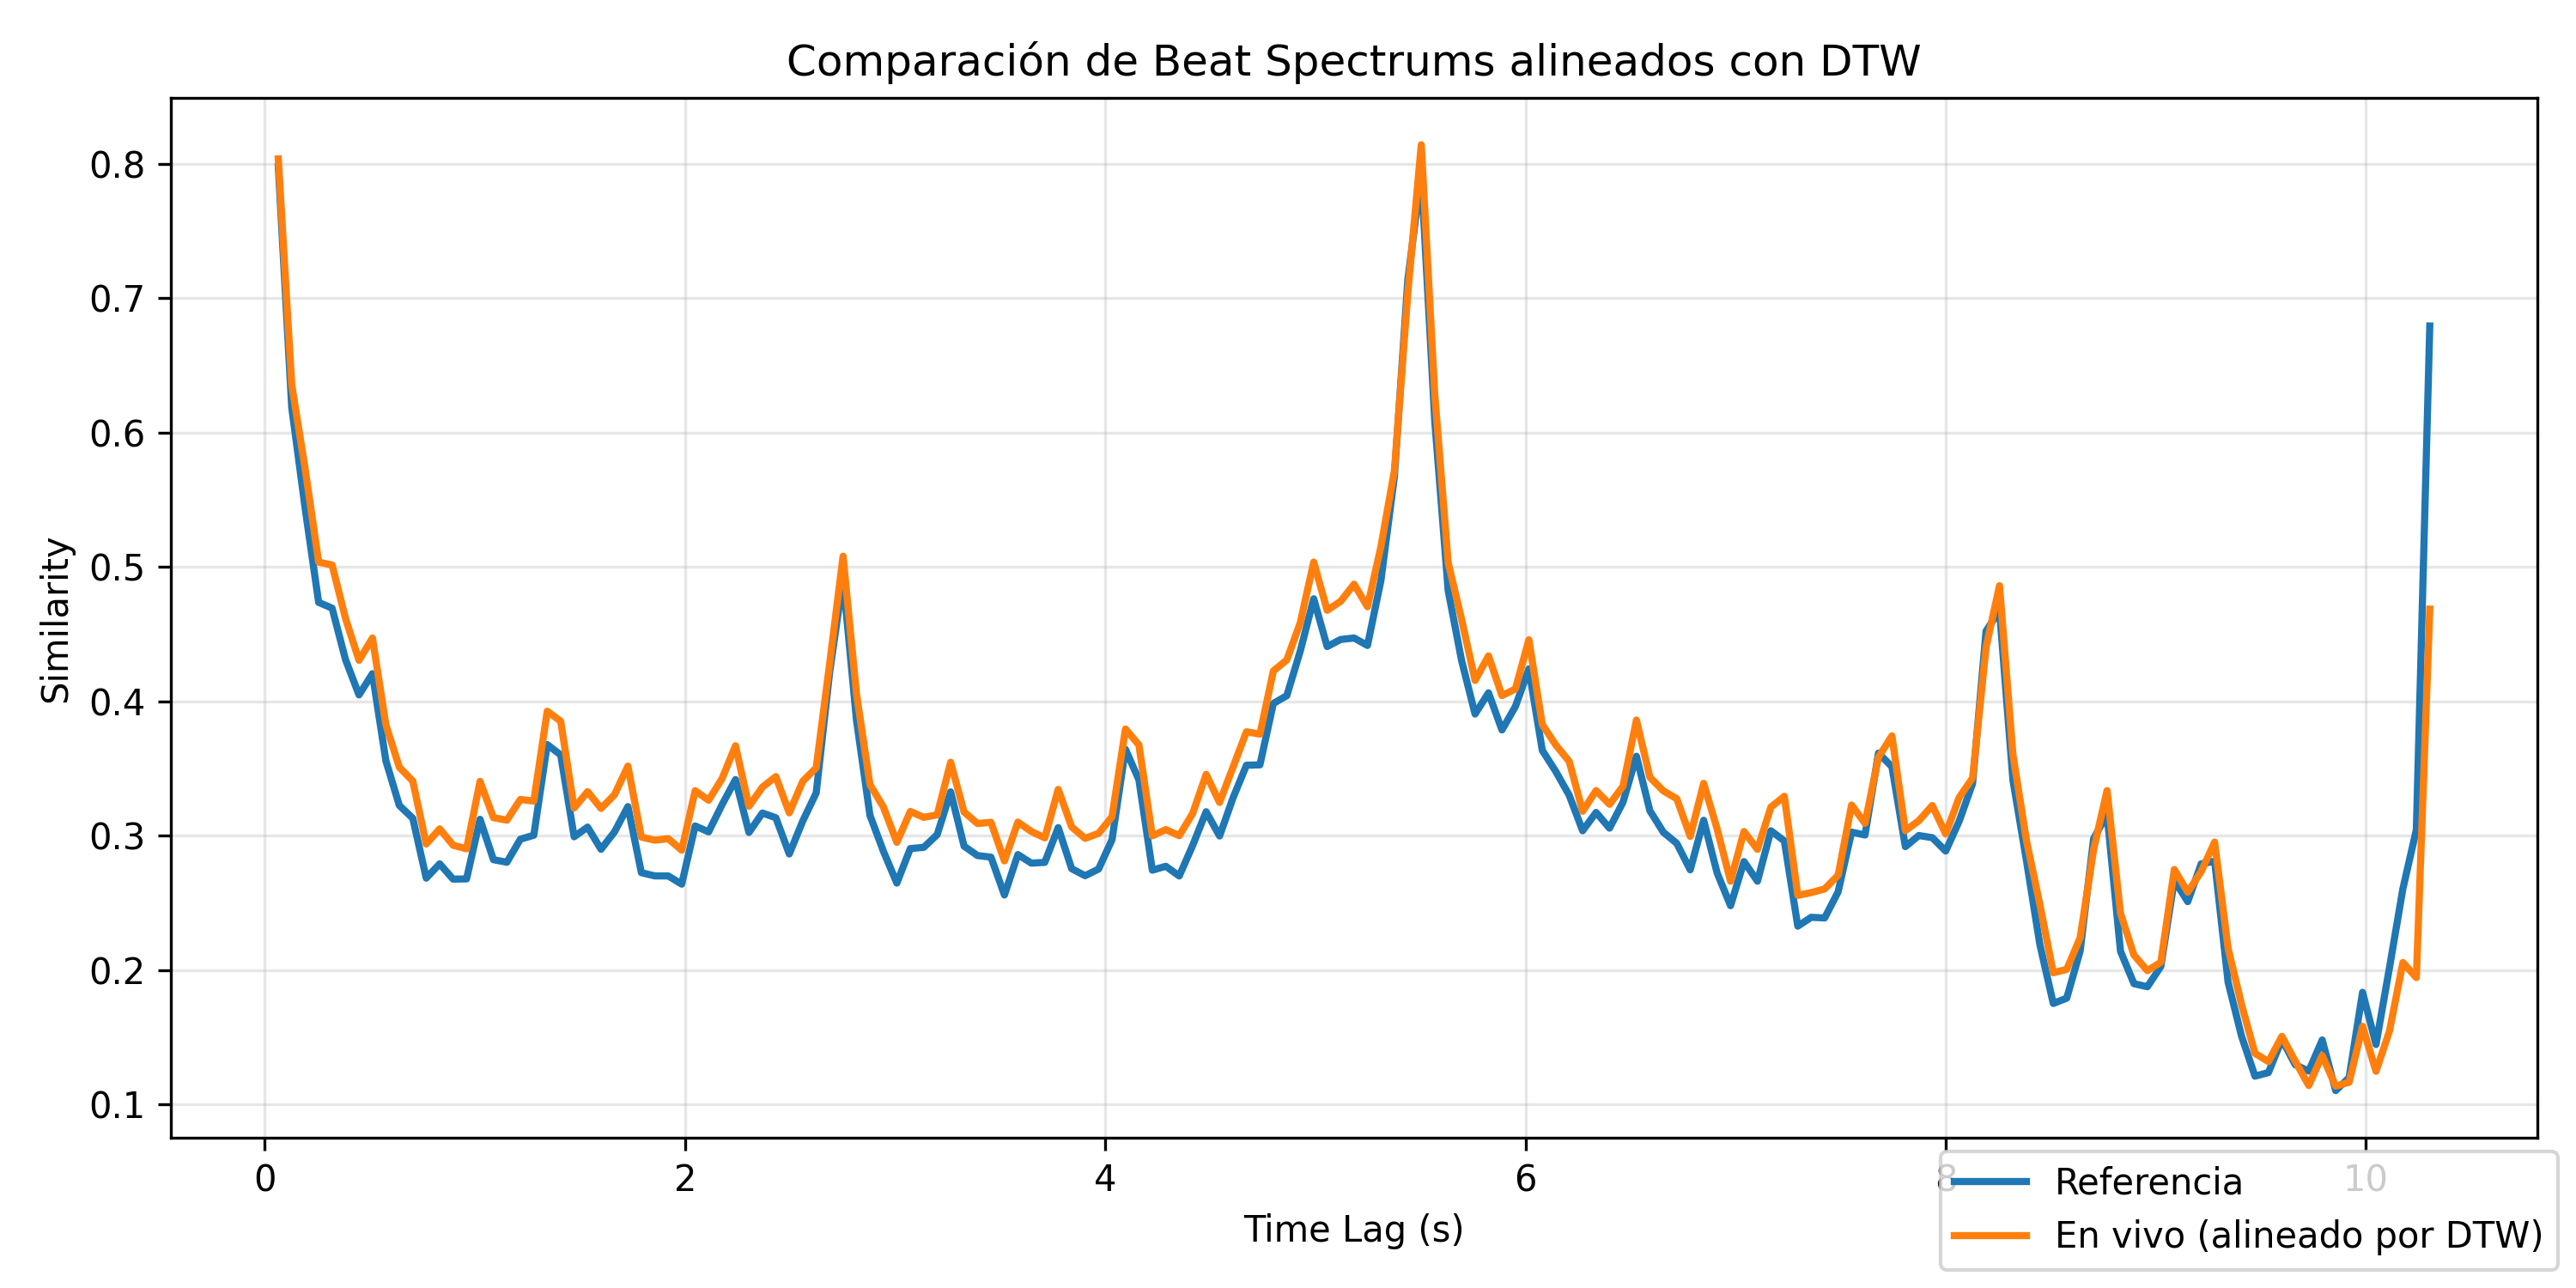 Comparación de Beat Spectrums alineados con DTW
Similarity
0.8
0.7
0.6
0.5
0.4
0.3
0.2
0.1
0 2 4 6 8 10
Time Lag (s)
Referencia
En vivo (alineado por DTW)